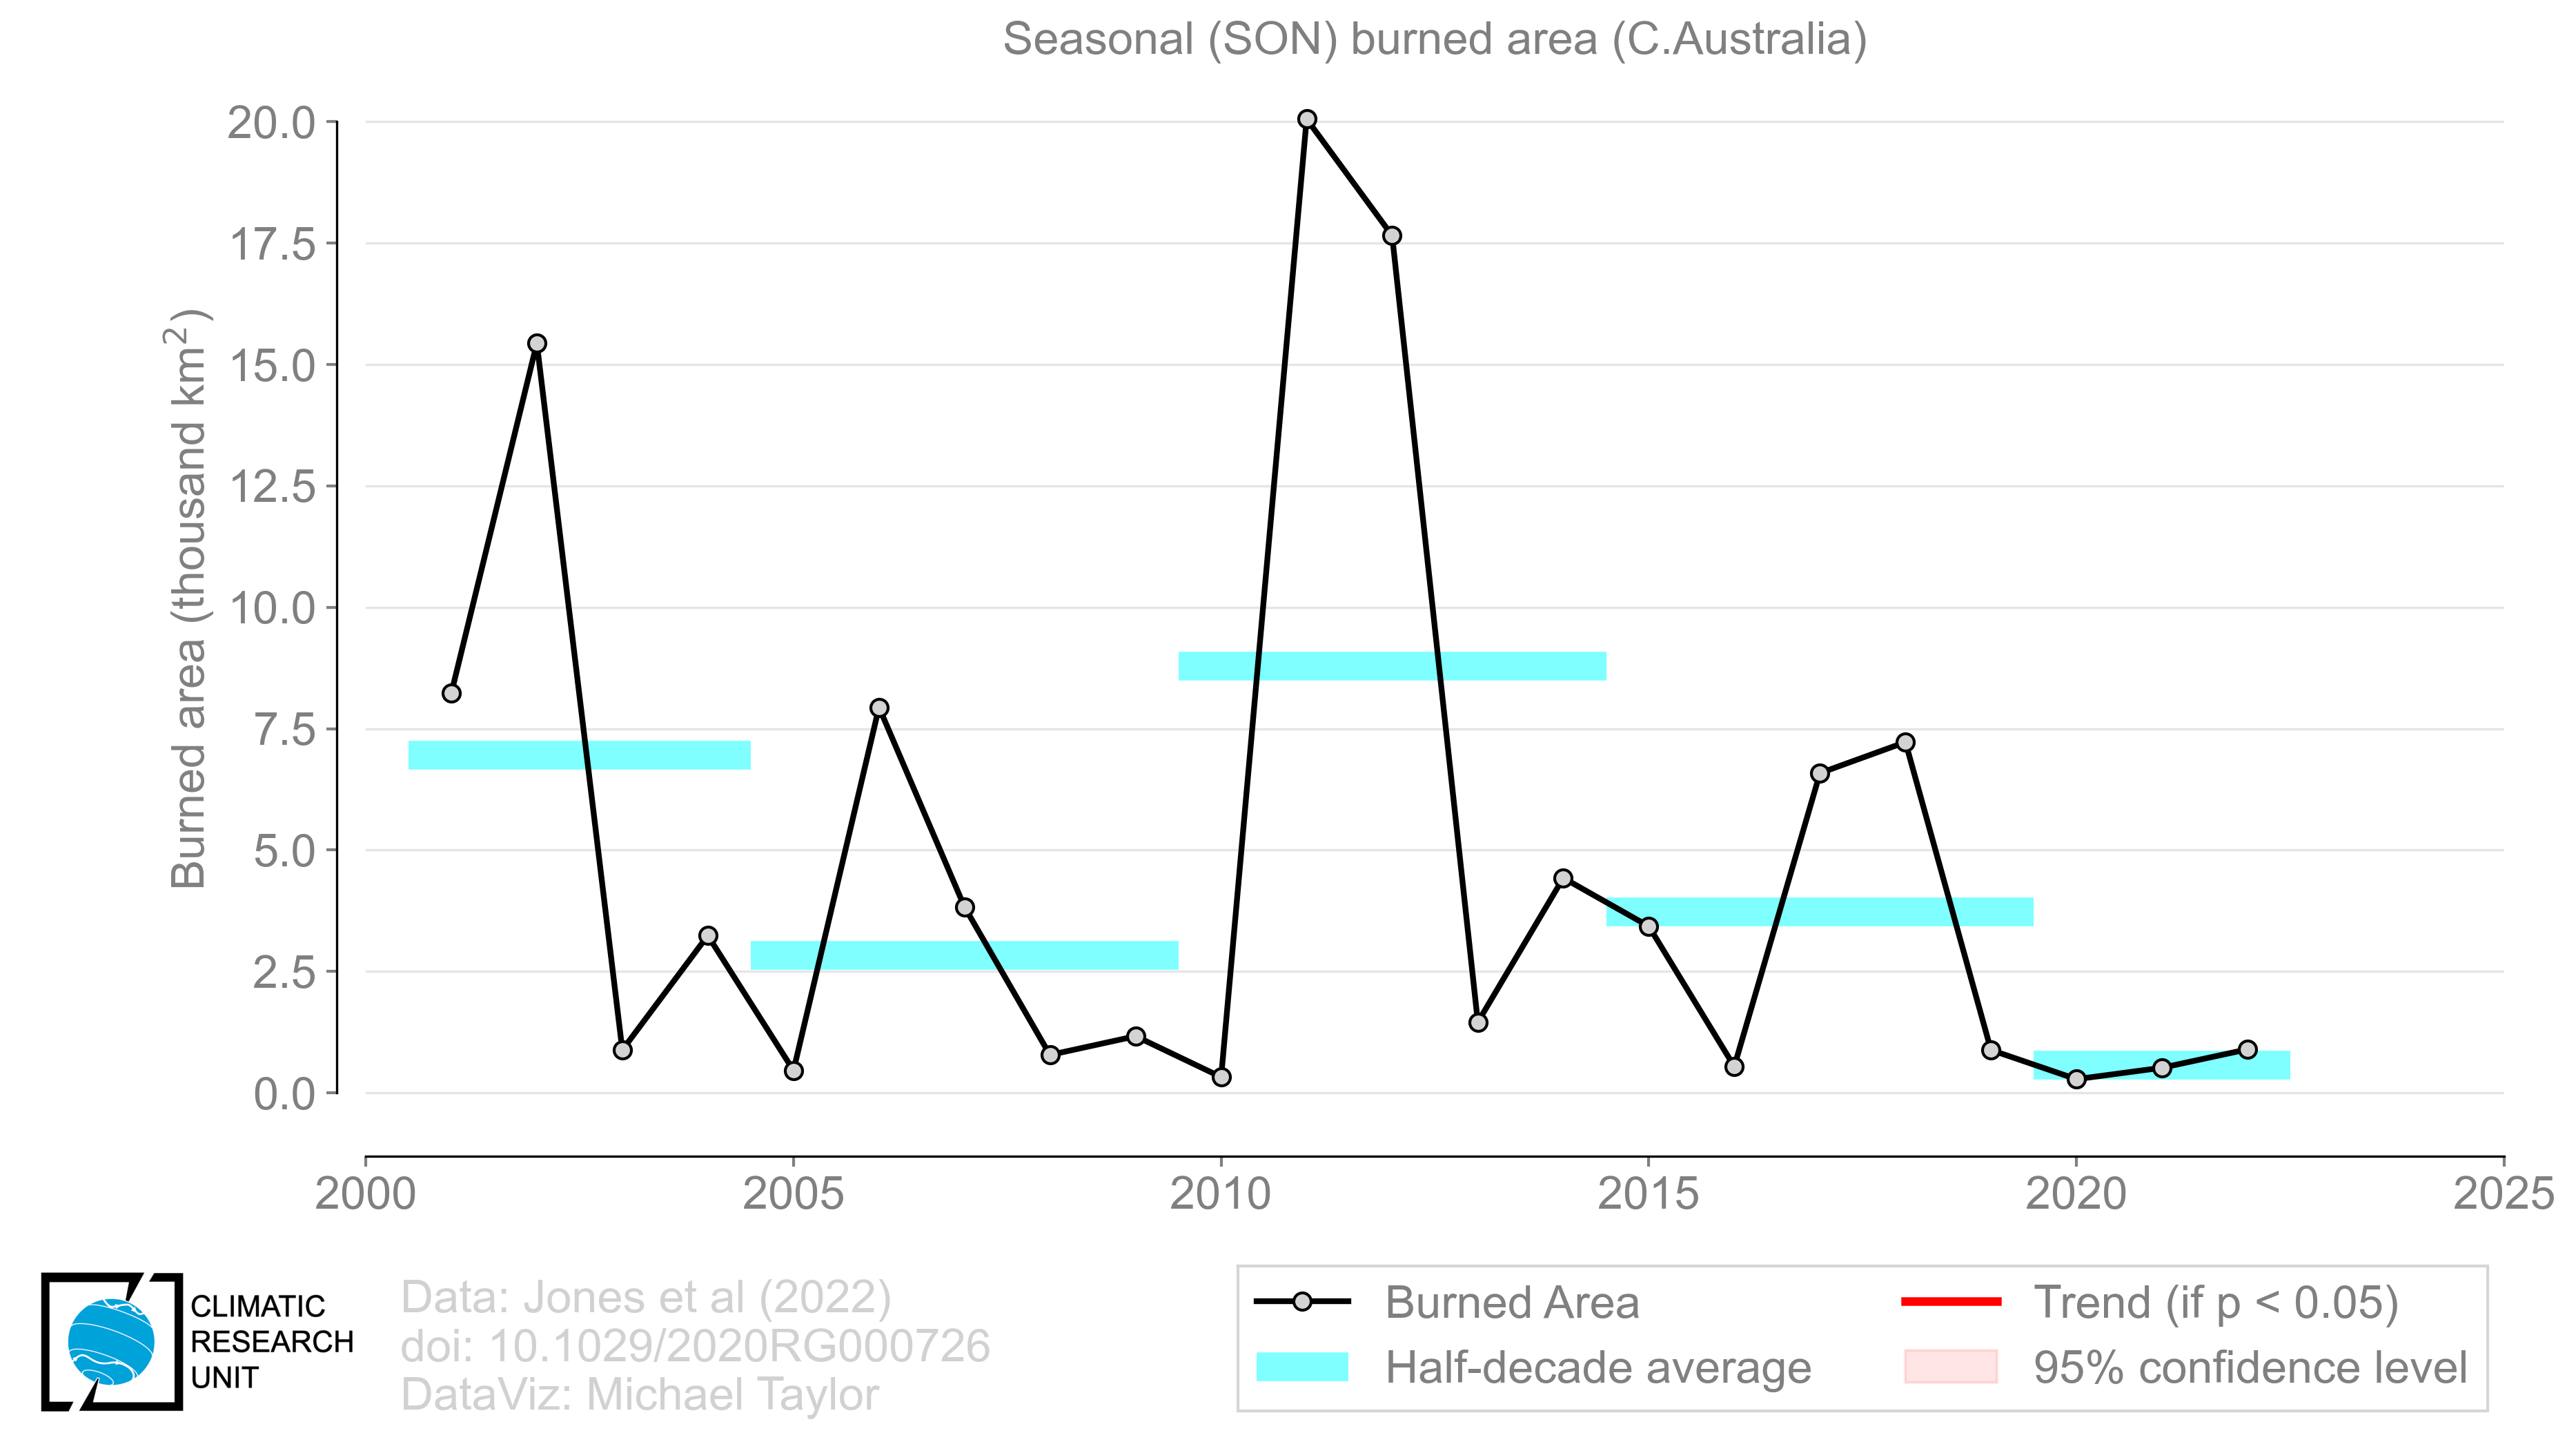 Seasonal (SON) burned area (C.Australia)
Burned area (thousand km²)
20.0
17.5
15.0
12.5
10.0
7.5
5.0
2.5
0.0
2000 2005 2010 2015 2020 2025
CLIMATIC
RESEARCH
UNIT
Data: Jones et al (2022)
doi: 10.1029/2020RG000726
DataViz: Michael Taylor
Burned Area
Half-decade average
Trend (if p < 0.05)
95% confidence level